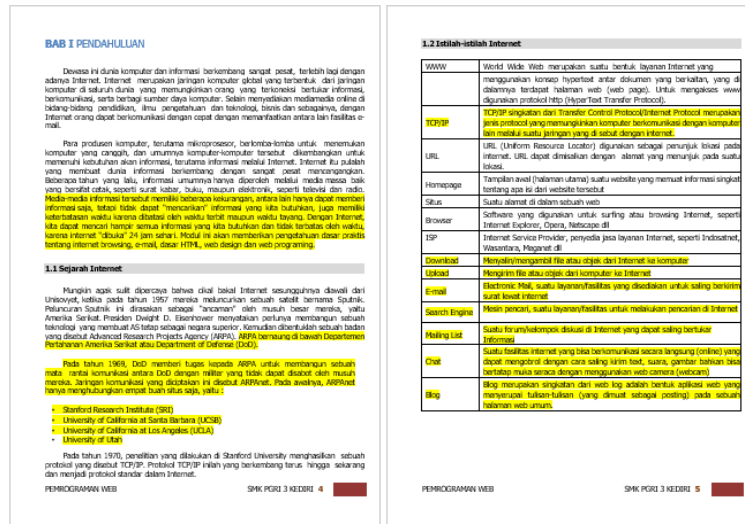 BAB I PENDAHULUAN
Dewasa ini dunia komputer dan informasi berkembang sangat pesat, terlebih lagi dengan
adanya Internet. Internet merupakan jaringan komputer global yang terbentuk dari jaringan
komputer di seluruh dunia yang memungkinkan orang yang terkoneksi bertukar informasi,
berkomunikasi, serta berbagi sumber daya komputer. Selain menyediakan mediamedia online di
bidang-bidang pendidikan, ilmu pengetahuan dan teknologi, bisnis dan sebagainya, dengan
Internet orang dapat berkomunikasi dengan cepat dengan memanfaatkan antara lain fasilitas e-
mail.
Para produsen komputer, terutama mikroprosesor, berlomba-lomba untuk menemukan
komputer yang canggih, dan umumnya komputer-komputer tersebut dikembangkan untuk
memenuhi kebutuhan akan informasi, terutama informasi melalui Internet. Internet itu pulalah
yang membuat dunia informasi berkembang dengan sangat pesat mencengangkan.
Beberapa tahun yang lalu, informasi umumnya hanya diperoleh melalui media massa baik
yang bersifat cetak, seperti surat kabar, buku, maupun elektronik, seperti televisi dan radio.
Media-media informasi tersebut memiliki beberapa kekurangan, antara lain hanya dapat memberi
informasi saja, tetapi tidak dapat "mencarikan" informasi yang kita butuhkan, juga memiliki
keterbatasan waktu karena dibatasi oleh waktu terbit maupun waktu tayang. Dengan Internet,
kita dapat mencari hampir semua informasi yang kita butuhkan dan tidak terbatas oleh waktu,
karena internet "dibuka" 24 jam sehari. Modul ini akan memberikan pengetahuan dasar praktis
tentang internet browsing, e-mail, dasar HTML, web design dan web programing.
1.1 Sejarah Internet
Mungkin agak sulit dipercaya bahwa cikal bakal Internet sesungguhnya diawali dari
Unisovyet, ketika pada tahun 1957 mereka meluncurkan sebuah satelit bernama Sputnik.
Peluncuran Sputnik ini dirasakan sebagai "ancaman" oleh musuh besar mereka, yaitu
Amerika Serikat. Presiden Dwight D. Eisenhower menyatakan perlunya membangun sebuah
teknologi yang membuat AS tetap sebagai negara superior. Kemudian dibentuklah sebuah badan
yang disebut Advanced Research Projects Agency (ARPA). ARPA bernaung di bawah Departemen
Pertahanan Amerika Serikat atau Department of Defense (DoD).
Pada tahun 1969, DoD memberi tugas kepada ARPA untuk membangun sebuah
mata rantai komunikasi antara DoD dengan militer yang tidak dapat disabot oleh musuh
mereka. Jaringan komunikasi yang diciptakan ini disebut ARPAnet. Pada awalnya, ARPAnet
hanya menghubungkan empat buah situs saja, yaitu :
• Stanford Research Institute (SRI)
• University of California at Santa Barbara (UCSB)
• University of California at Los Angeles (UCLA)
• University of Utah
Pada tahun 1970, penelitian yang dilakukan di Stanford University menghasilkan sebuah
protokol yang disebut TCP/IP. Protokol TCP/IP inilah yang berkembang terus hingga sekarang
dan menjadi protokol standar dalam Internet.
PEMROGRAMAN WEB SMK PGRI 3 KEDIRI 4
1.2 Istilah-istilah Internet
WWW World Wide Web merupakan suatu bentuk layanan Internet yang
menggunakan konsep hypertext antar dokumen yang berkaitan, yang di
dalamnya terdapat halaman web (web page). Untuk mengakses www
digunakan protokol http (HyperText Transfer Protocol).
TCP/IP TCP/IP singkatan dari Transfer Control Protocol/Internet Protocol merupakan
jenis protocol yang memungkinkan komputer berkomunikasi dengan komputer
lain melalui suatu jaringan yang di sebut dengan internet.
URL URL (Uniform Resource Locator) digunakan sebagai penunjuk lokasi pada
internet. URL dapat dimisalkan dengan alamat yang menunjuk pada suatu
lokasi.
Homepage Tampilan awal (halaman utama) suatu website yang memuat informasi singkat
tentang apa isi dari website tersebut
Situs Suatu alamat di dalam sebuah web
Browser Software yang digunakan untuk surfing atau browsing Internet, seperti
Internet Explorer, Opera, Netscape dll
ISP Internet Service Provider, penyedia jasa layanan Internet, seperti Indosatnet,
Wasantara, Meganet dll
Download Menyalin/mengambil file atau objek dari Internet ke komputer
Upload Mengirim file atau objek dari komputer ke Internet
E-mail Electronic Mail, suatu layanan/fasilitas yang disediakan untuk saling berkirim
surat lewat internet
Search Engine Mesin pencari, suatu layanan/fasilitas untuk melakukan pencarian di Internet
Mailing List Suatu forum/kelompok diskusi di Internet yang dapat saling bertukar
Informasi
Chat Suatu fasilitas internet yang bisa berkomunikasi secara langsung (online) yang
dapat mengobrol dengan cara saling kirim text, suara, gambar bahkan bisa
bertatap muka seraca dengan menggunakan web camera (webcam)
Blog Blog merupakan singkatan dari web log adalah bentuk aplikasi web yang
menyerupai tulisan-tulisan (yang dimuat sebagai posting) pada sebuah
halaman web umum.
PEMROGRAMAN WEB SMK PGRI 3 KEDIRI 5